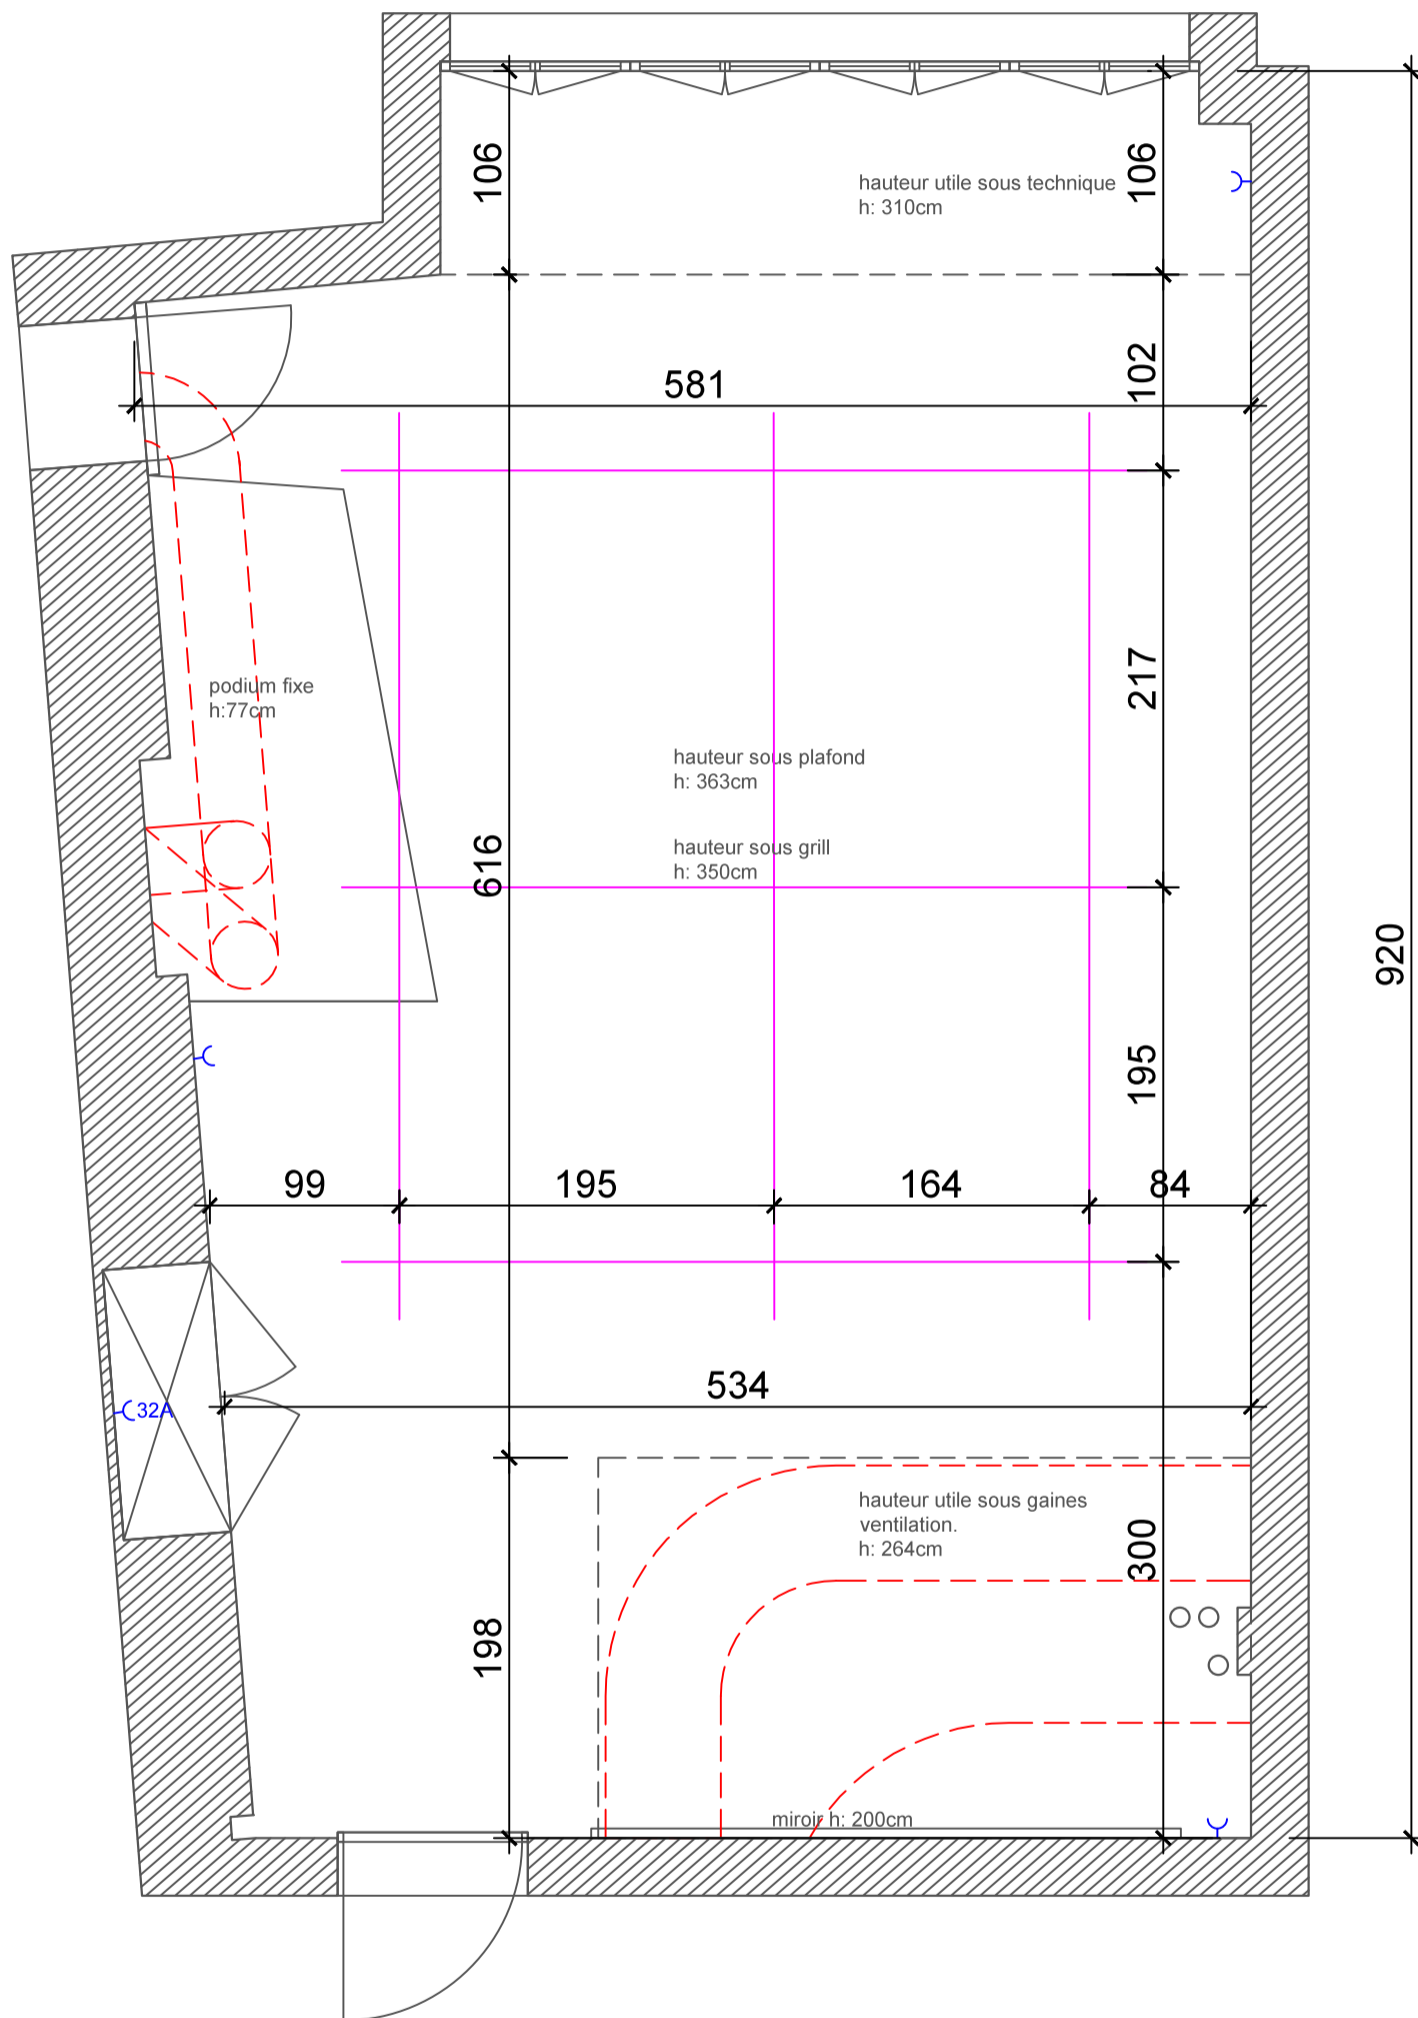 106
106
hauteur utile sous technique
h: 310cm
102
581
217
podium fixe
h:77cm
hauteur sous plafond
h: 363cm
hauteur sous grill
h: 350cm
616
920
195
99
195
164
84
534
32A
hauteur utile sous gaines
ventilation.
h: 264cm
300
198
miroir h: 200cm